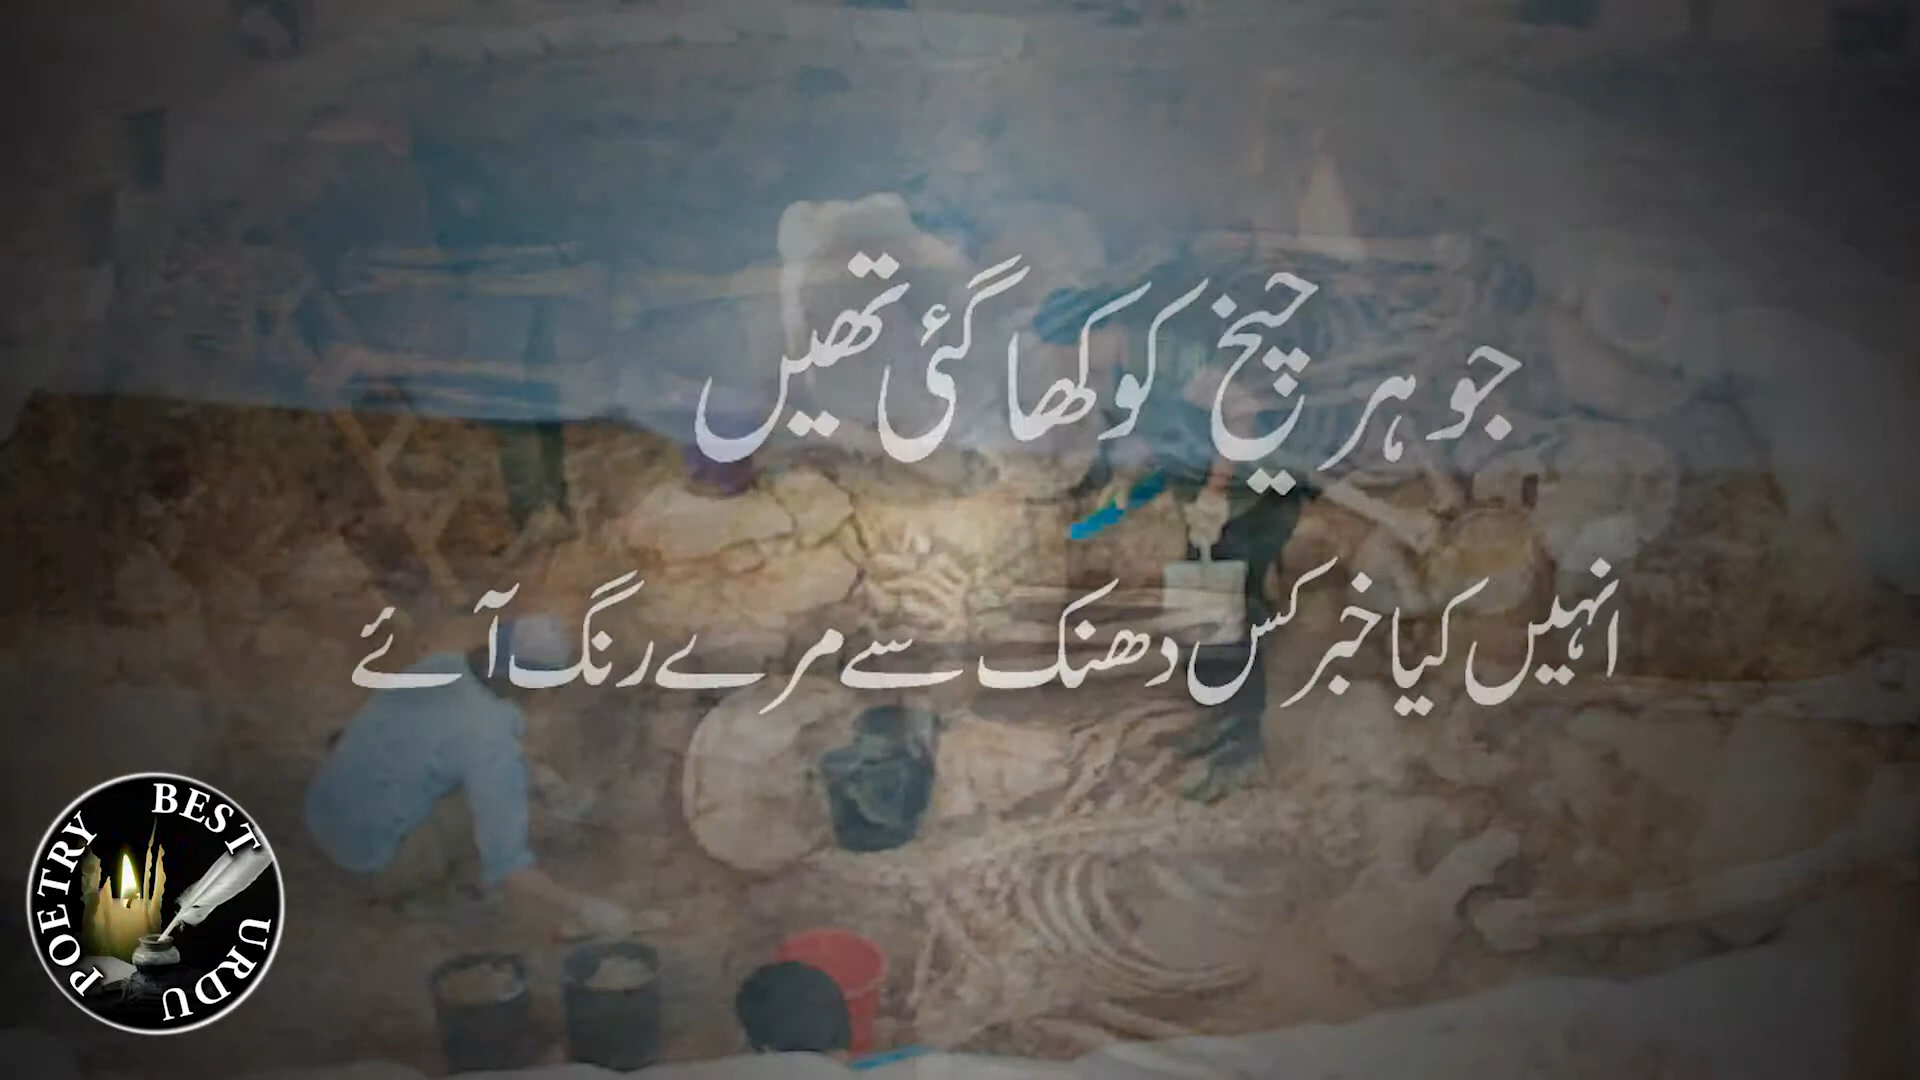 جو ہر چیخ کو کھا گئی تھیں
انہیں کیا خبر کس دھنک سے مرے رنگ آئے
BEST URDU POETRY